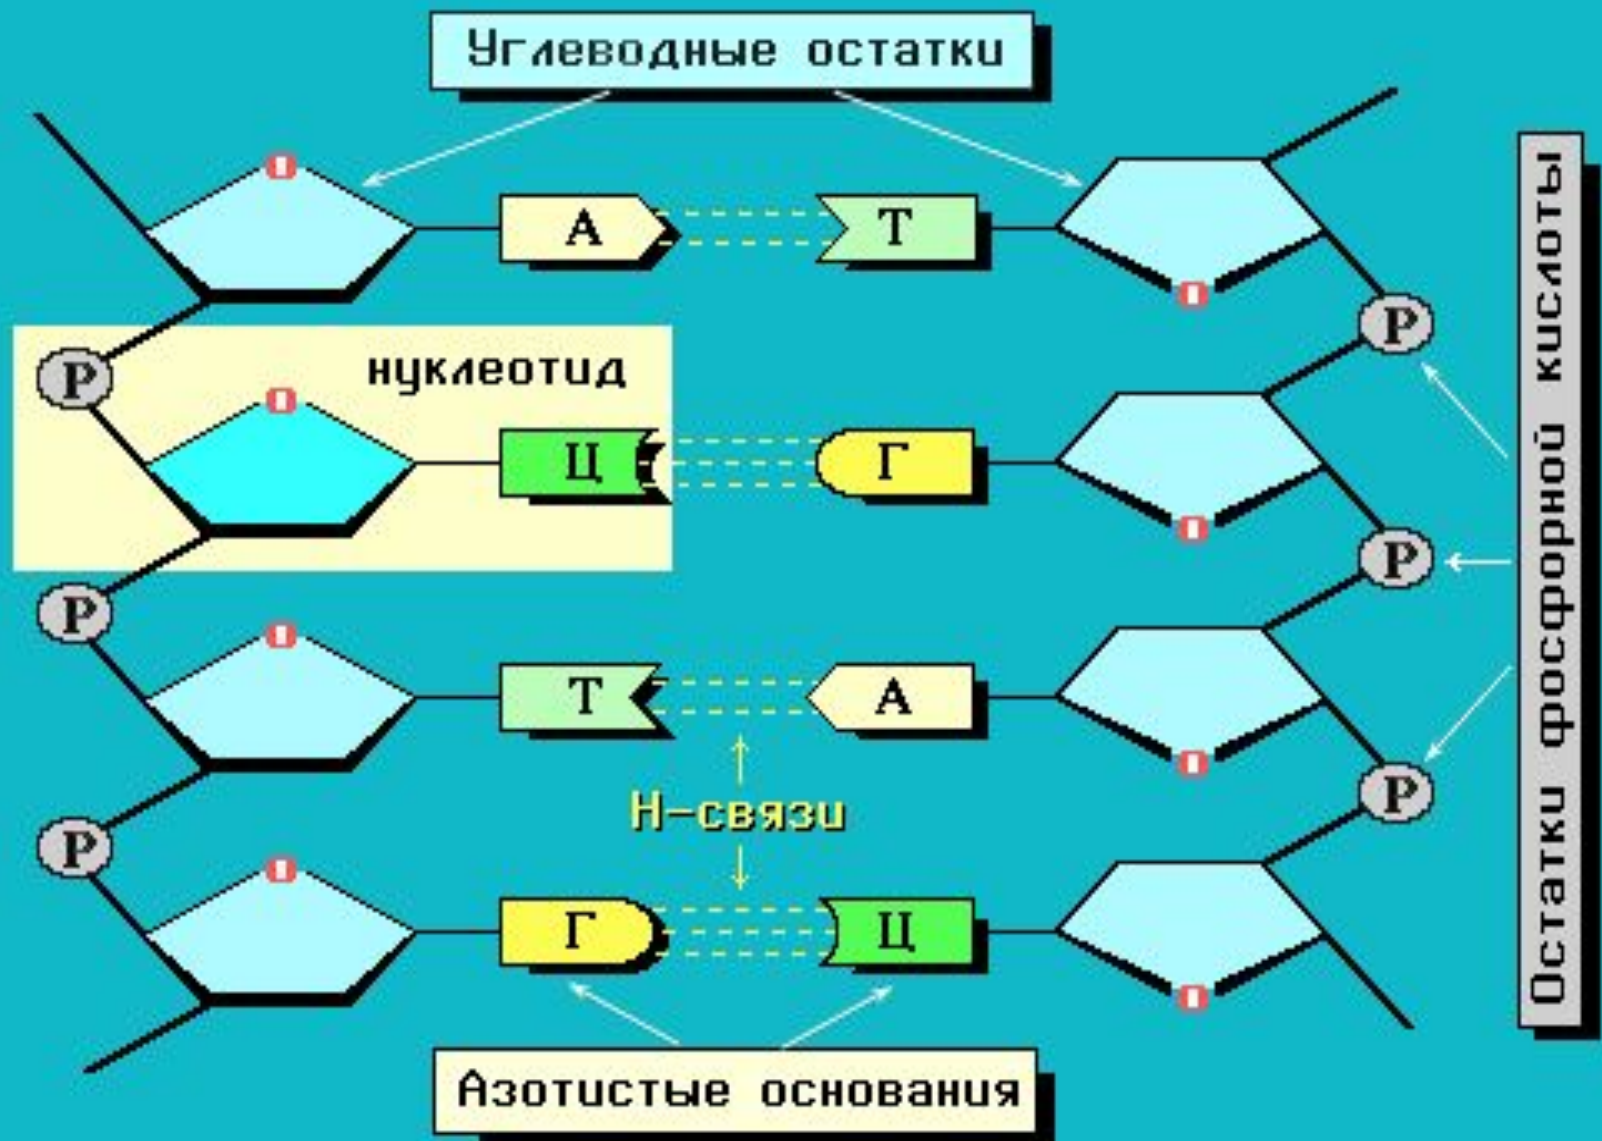 Углеводные остатки
А
Т
Р
нуклеотид
Р
Ц
Г
Р
Р
Т
А
Н-связи
Р
Р
Г
Ц
Азотистые основания
Остатки фосфорной кислоты